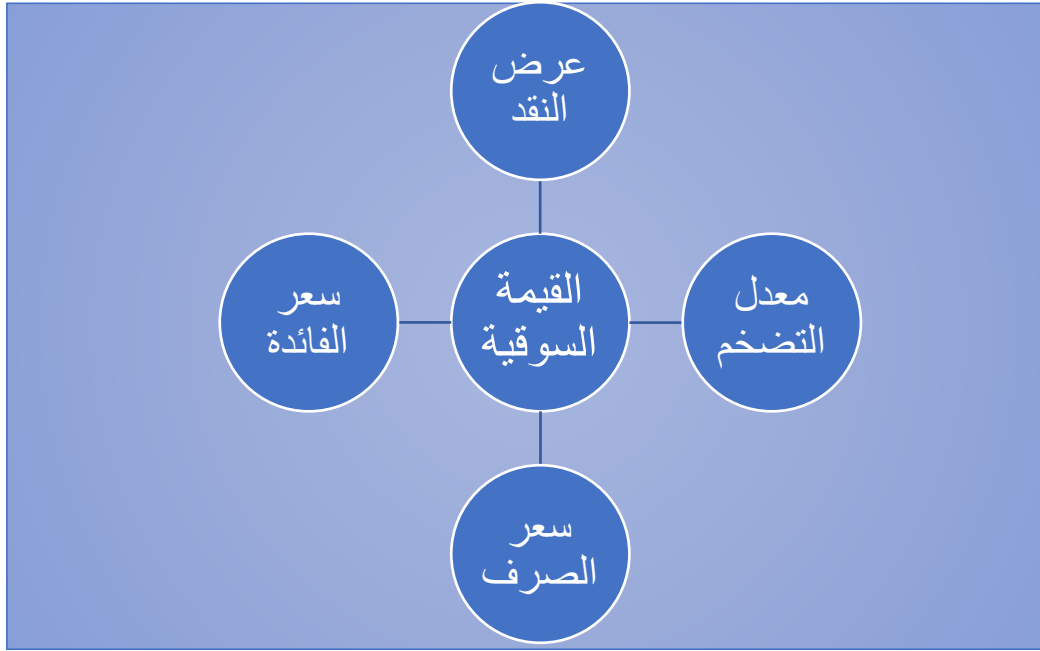 عرض
النقد
معدل
التضخم
القيمة
السوقية
سعر
الفائدة
سعر
الصرف